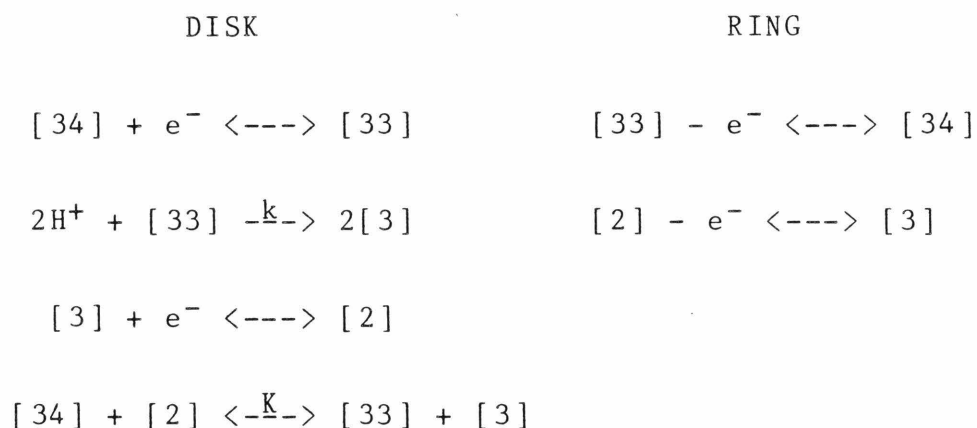 DISK RING
[34] + e⁻ <---> [33] [33] - e⁻ <---> [34]
2H⁺ + [33] -k-> 2[3] [2] - e⁻ <---> [3]
[3] + e⁻ <---> [2]
[34] + [2] <-K-> [33] + [3]